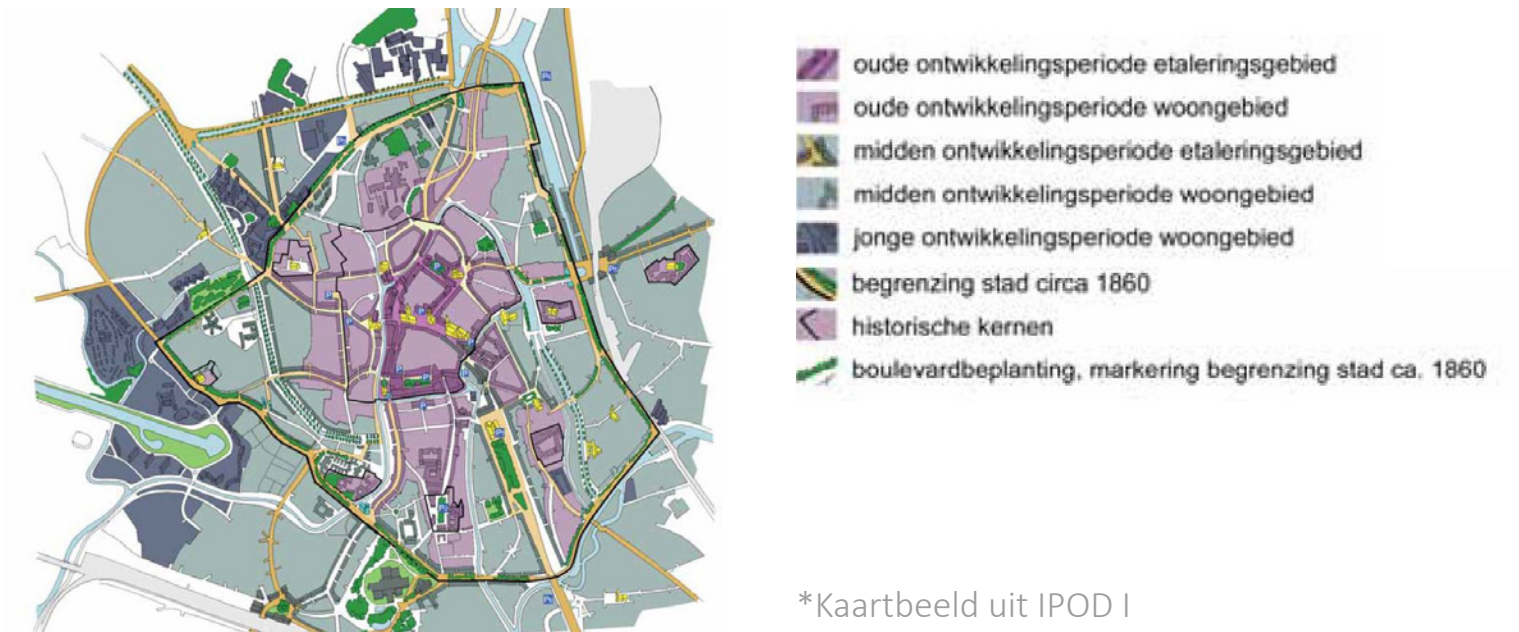 oude ontwikkelingsperiode etaleringsgebied
oude ontwikkelingsperiode woongebied
midden ontwikkelingsperiode etaleringsgebied
midden ontwikkelingsperiode woongebied
jonge ontwikkelingsperiode woongebied
begrenzing stad circa 1860
historische kernen
boulevardbeplanting, markering begrenzing stad ca. 1860
*Kaartbeeld uit IPOD I